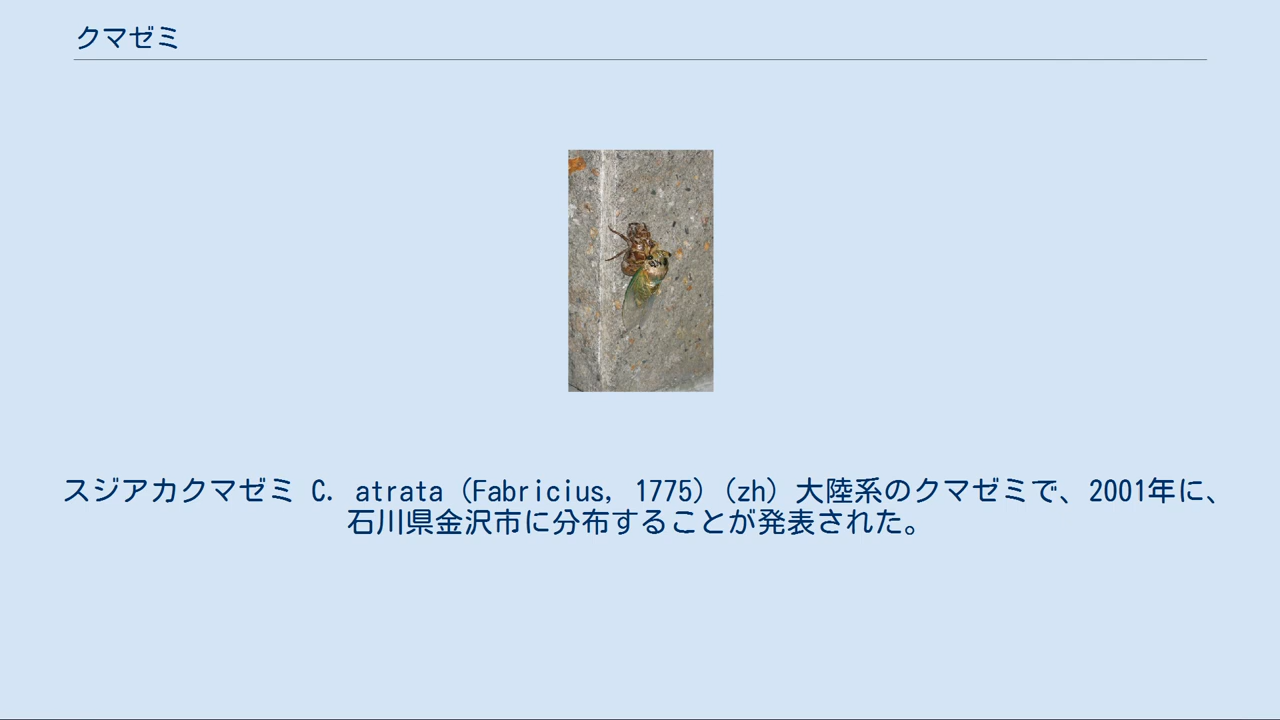 クマゼミ
スジアカクマゼミ C. atrata (Fabricius, 1775) (zh) 大陸系のクマゼミで、2001年に、
石川県金沢市に分布することが発表された。